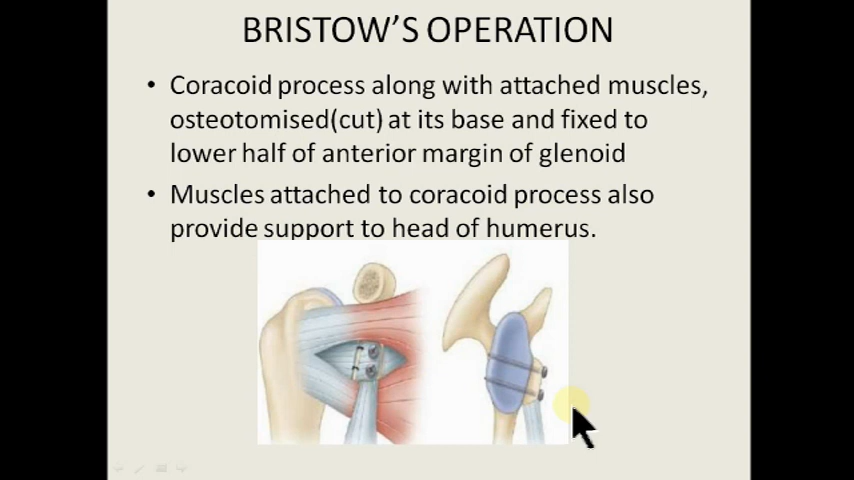 BRISTOW'S OPERATION
• Coracoid process along with attached muscles,
osteotomised(cut) at its base and fixed to
lower half of anterior margin of glenoid
• Muscles attached to coracoid process also
provide support to head of humerus.